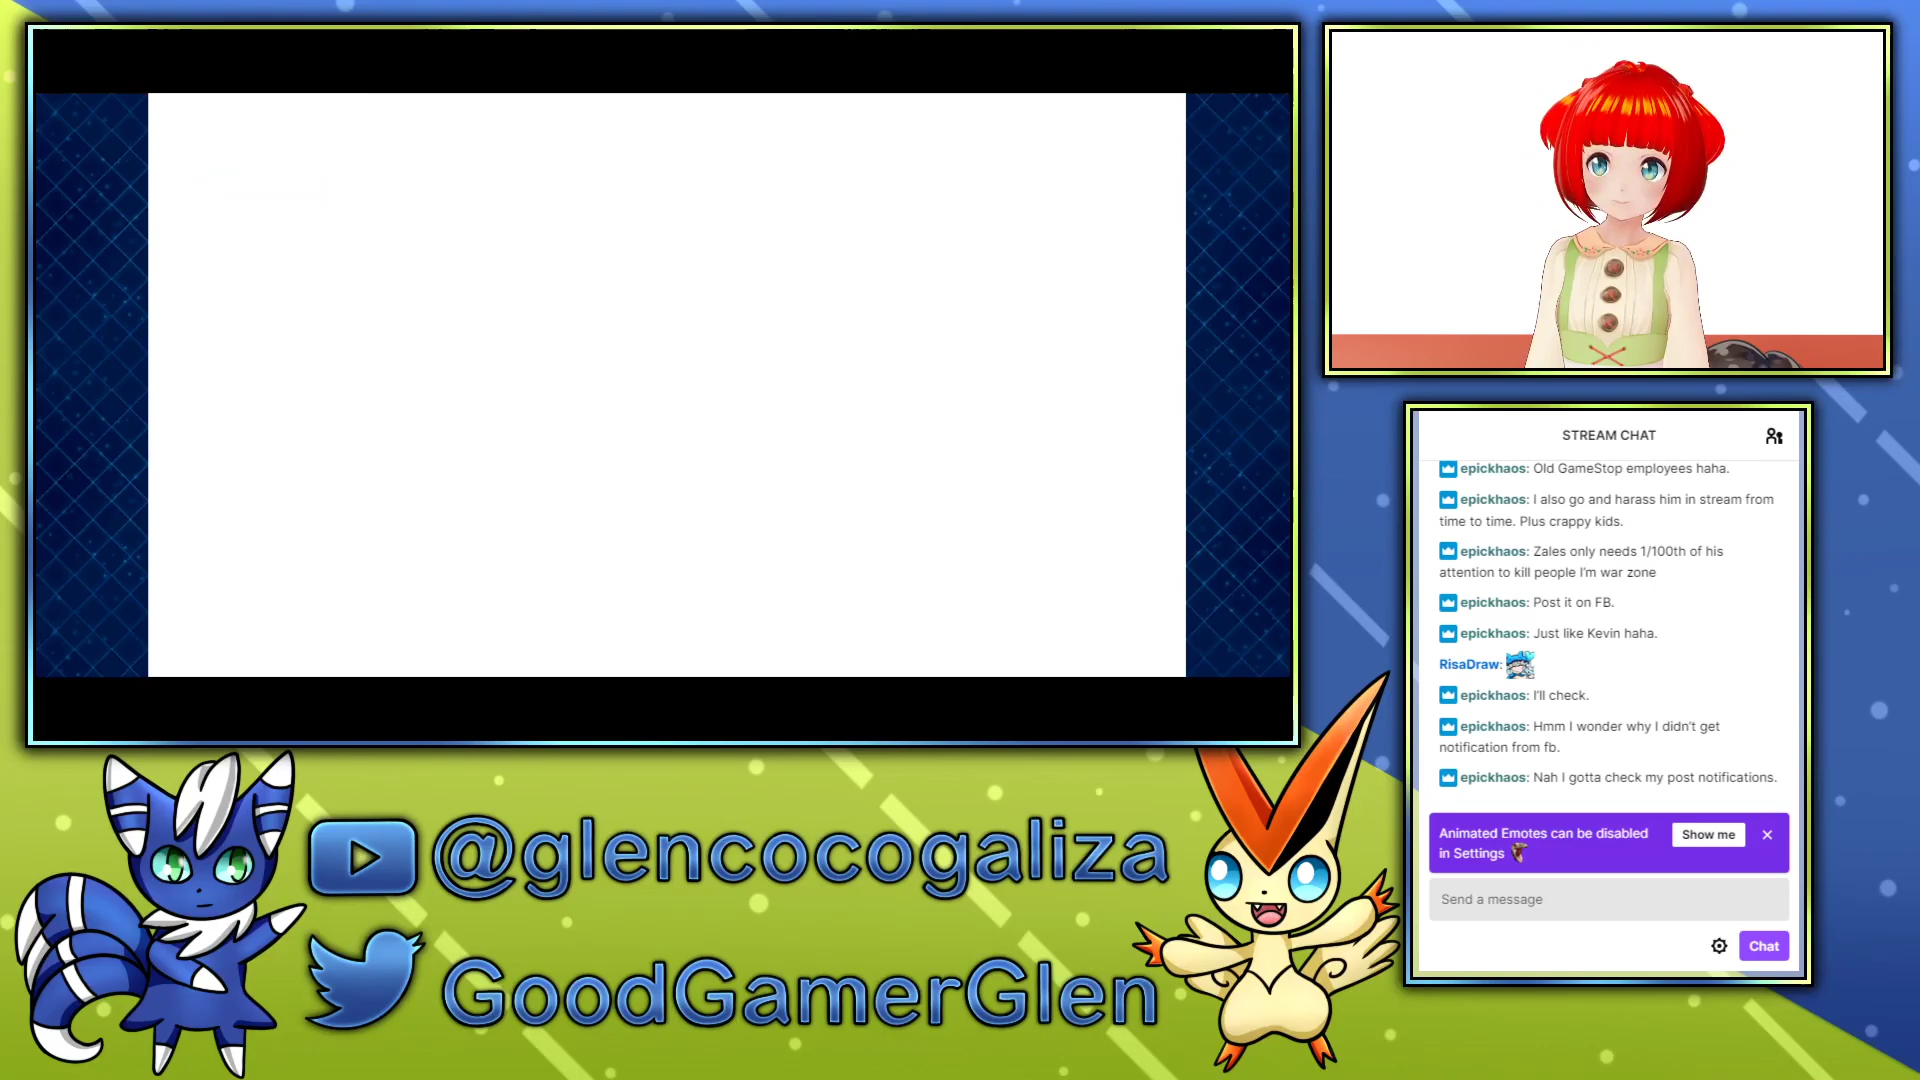 STREAM CHAT
epickhaos: Old GameStop employees haha.
epickhaos: I also go and harass him in stream from
time to time. Plus crappy kids.
epickhaos: Zales only needs 1/100th of his
attention to kill people I'm war zone
epickhaos: Post it on FB.
epickhaos: Just like Kevin haha.
RisaDraw:
epickhaos: I'll check.
epickhaos: Hmm I wonder why I didn't get
notification from fb.
epickhaos: Nah I gotta check my post notifications.
Animated Emotes can be disabled
in Settings
Show me
Send a message
Chat
@glencocogaliza
GoodGamerGlen